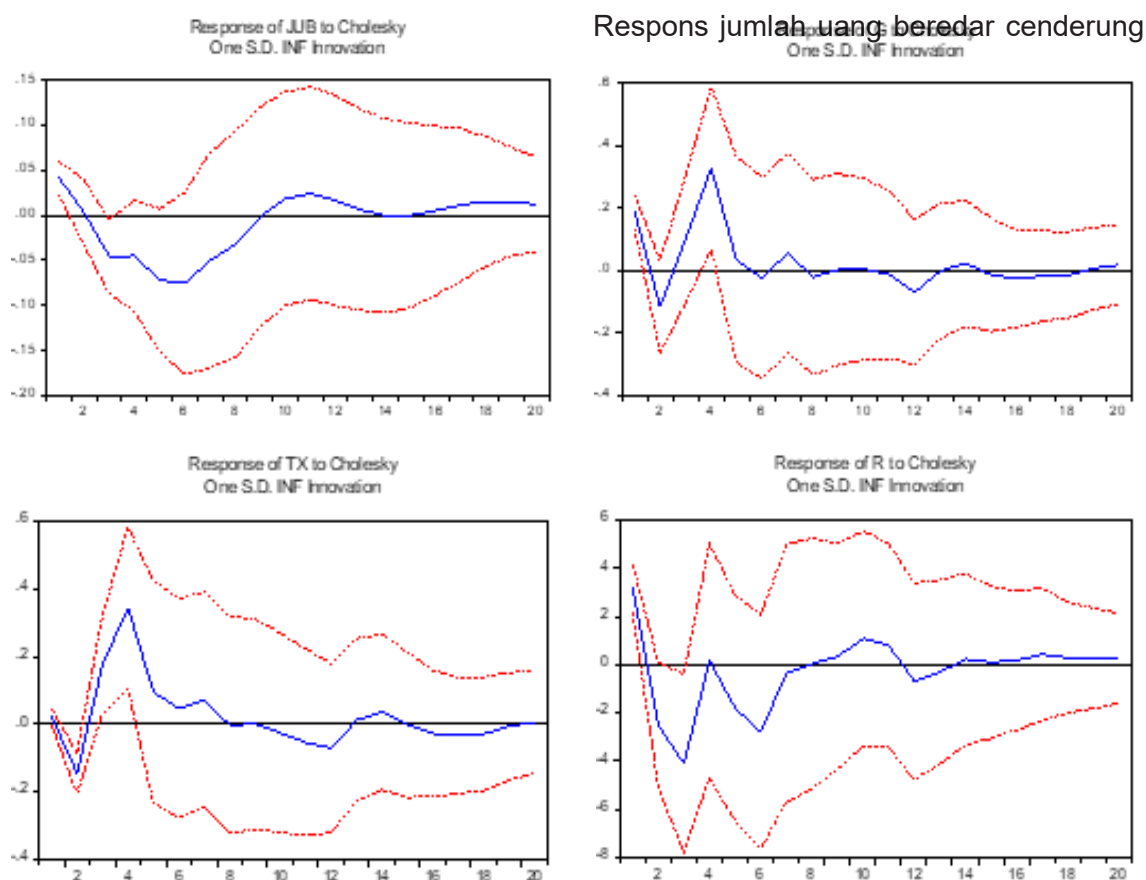 Response of JUB to Cholesky
One S.D. INF Innovation
.15
.10
.05
.00
-.05
-.10
-.15
-.20
2 4 6 8 10 12 14 16 18 20
Respons jumlah uang beredar cenderung
One S.D. INF Innovation
.6
.4
.2
.0
-.2
-.4
2 4 6 8 10 12 14 16 18 20
Response of TX to Cholesky
One S.D. INF Innovation
.6
.4
.2
.0
-.2
-.4
2 4 6 8 10 12 14 16 18 20
Response of R to Cholesky
One S.D. INF Innovation
6
4
2
0
-2
-4
-6
-8
2 4 6 8 10 12 14 16 18 20